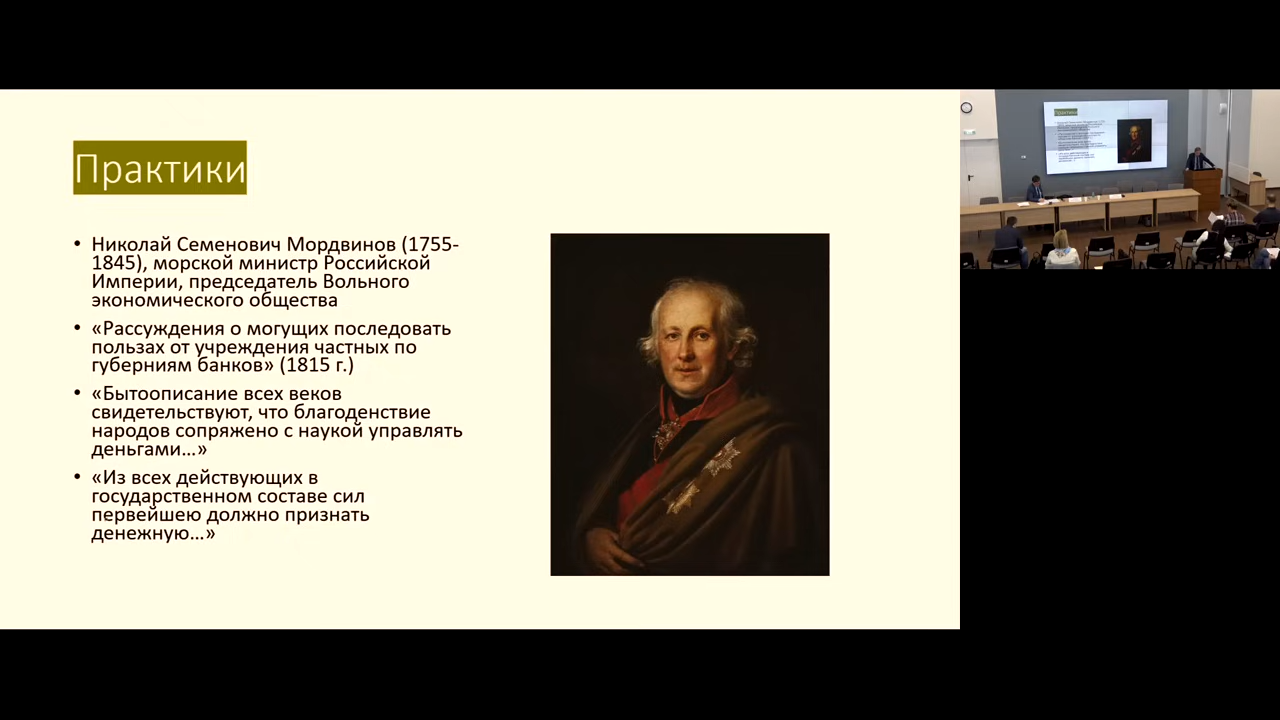 Практики
• Николай Семенович Мордвинов (1755-
1845), морской министр Российской
Империи, председатель Вольного
экономического общества
• «Рассуждения о могущих последовать
пользах от учреждения частных по
губерниям банков» (1815 г.)
• «Бытоописание всех веков
свидетельствуют, что благоденствие
народов сопряжено с наукой управлять
деньгами…»
• «Из всех действующих в
государственном составе сил
первейшею должно признать
денежную…»
Практики